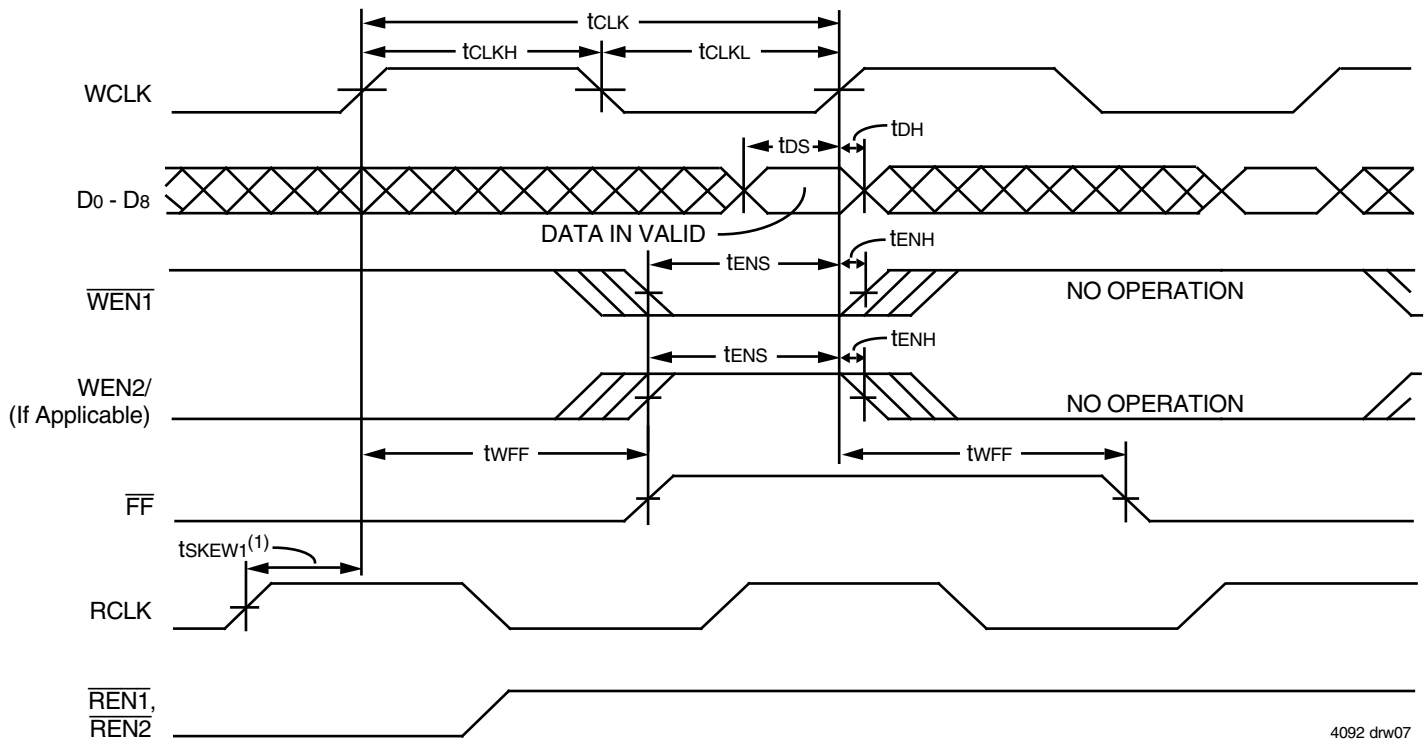 tCLK
tCLKH tCLKL
WCLK
tDS tDH
D0 - D8
DATA IN VALID
tENS tENH
WEN1 NO OPERATION
tENS tENH
WEN2/
(If Applicable) NO OPERATION
tWFF tWFF
FF
tSKEW1(1)
RCLK
REN1,
REN2
4092 drw07